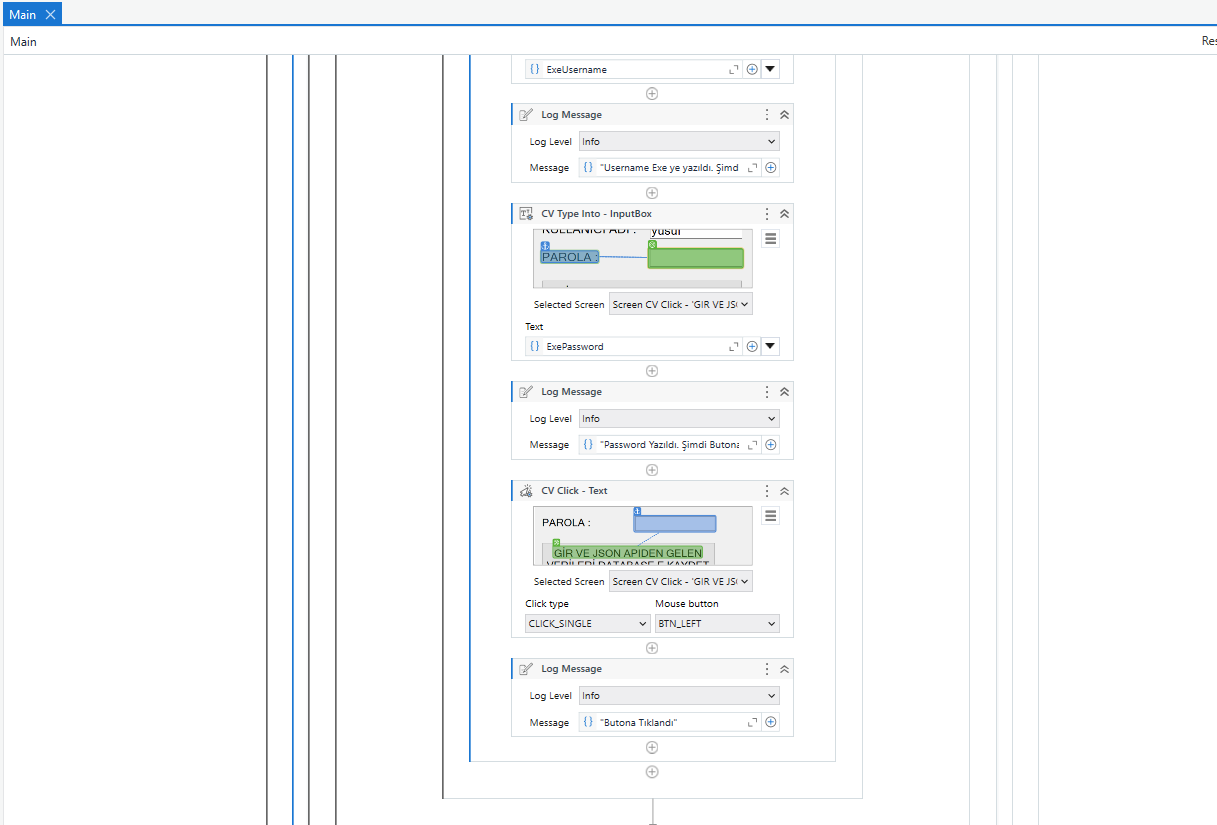 Main
Main
Res
ExeUsername
Log Message
Log Level Info
Message "Username Exe ye yazıldı. Şimd
CV Type Into - InputBox
KULLANICI ADI : yusuf
PAROLA :
Selected Screen Screen CV Click - 'GIR VE JS
Text
ExePassword
Log Message
Log Level Info
Message "Password Yazıldı. Şimdi Butona
CV Click - Text
PAROLA :
GİR VE JSON APIDEN GELEN
VERİLERİ DATABASE E KAYDET
Selected Screen Screen CV Click - 'GIR VE JS
Click type Mouse button
CLICK_SINGLE BTN_LEFT
Log Message
Log Level Info
Message "Butona Tıklandı"